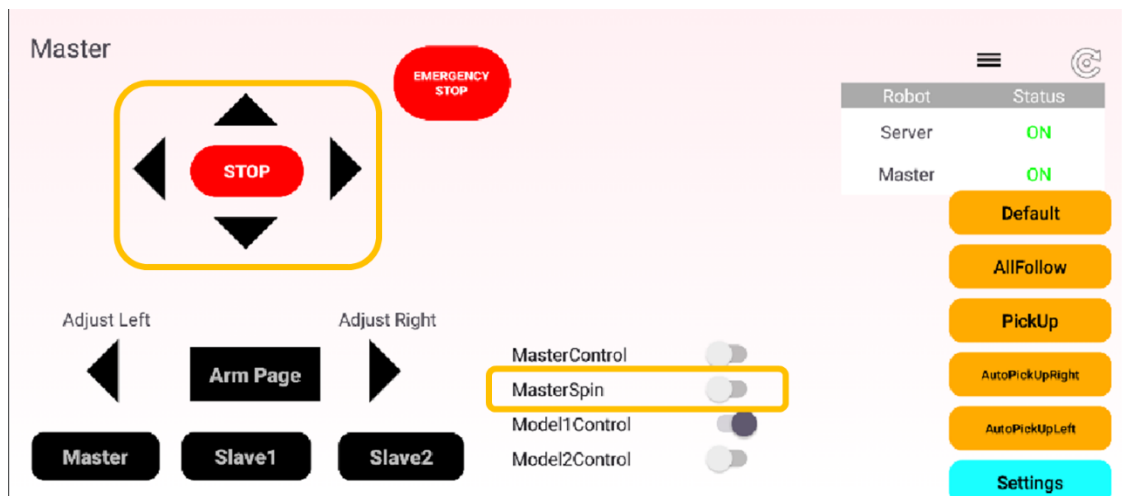 Master
EMERGENCY
STOP
Robot Status
Server ON
Master ON
STOP
Default
AllFollow
PickUp
AutoPickUpRight
AutoPickUpLeft
Settings
Adjust Left
Adjust Right
Arm Page
MasterControl
MasterSpin
Model1Control
Model2Control
Master
Slave1
Slave2